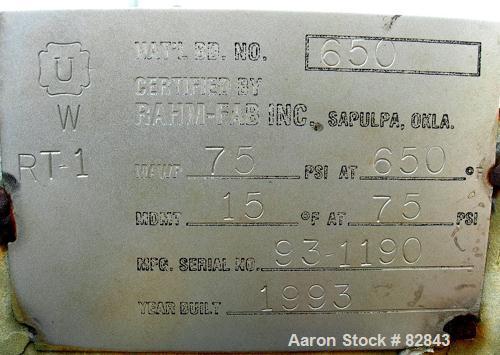 U
W
RT-1
NAT'L BD. NO. 650
CERTIFIED BY
RAHM-FAB INC. SAPULPA, OKLA.
MAWP 75 PSI AT 650 °F
MDMT 15 °F AT 75 PSI
MFG. SERIAL NO. 93-1190
YEAR BUILT 1993
Aaron Stock # 82843